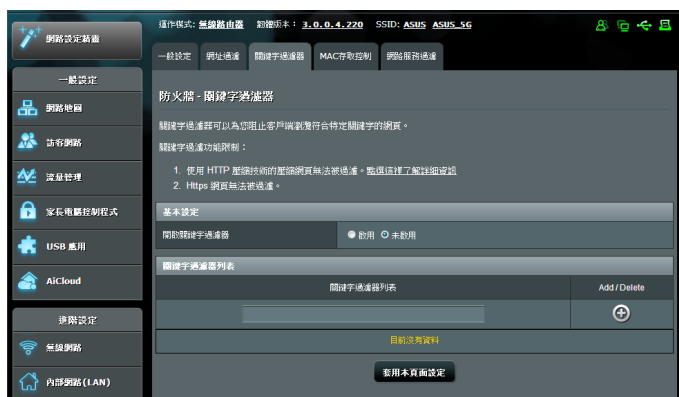 運作模式: 無線路由器 韌體版本: 3.0.0.4.220 SSID: ASUS ASUS_5G
網路設定精靈
一般設定 網址過濾 關鍵字過濾器 MAC存取控制 網路服務過濾
一般設定
網路地圖
訪客網路
流量管理
家長電腦控制程式
USB 應用
AiCloud
進階設定
無線網路
內部網路(LAN)
防火牆 - 關鍵字過濾器
關鍵字過濾器可以為您阻止客戶端瀏覽符合特定關鍵字的網頁。
關鍵字過濾功能限制:
1. 使用 HTTP 壓縮技術的壓縮網頁無法被過濾。點選這裡了解詳細資訊
2. Https 網頁無法被過濾。
基本設定
開啟關鍵字過濾器 啟用 未啟用
關鍵字過濾器列表
關鍵字過濾器列表 Add / Delete
目前沒有資料
套用本頁面設定